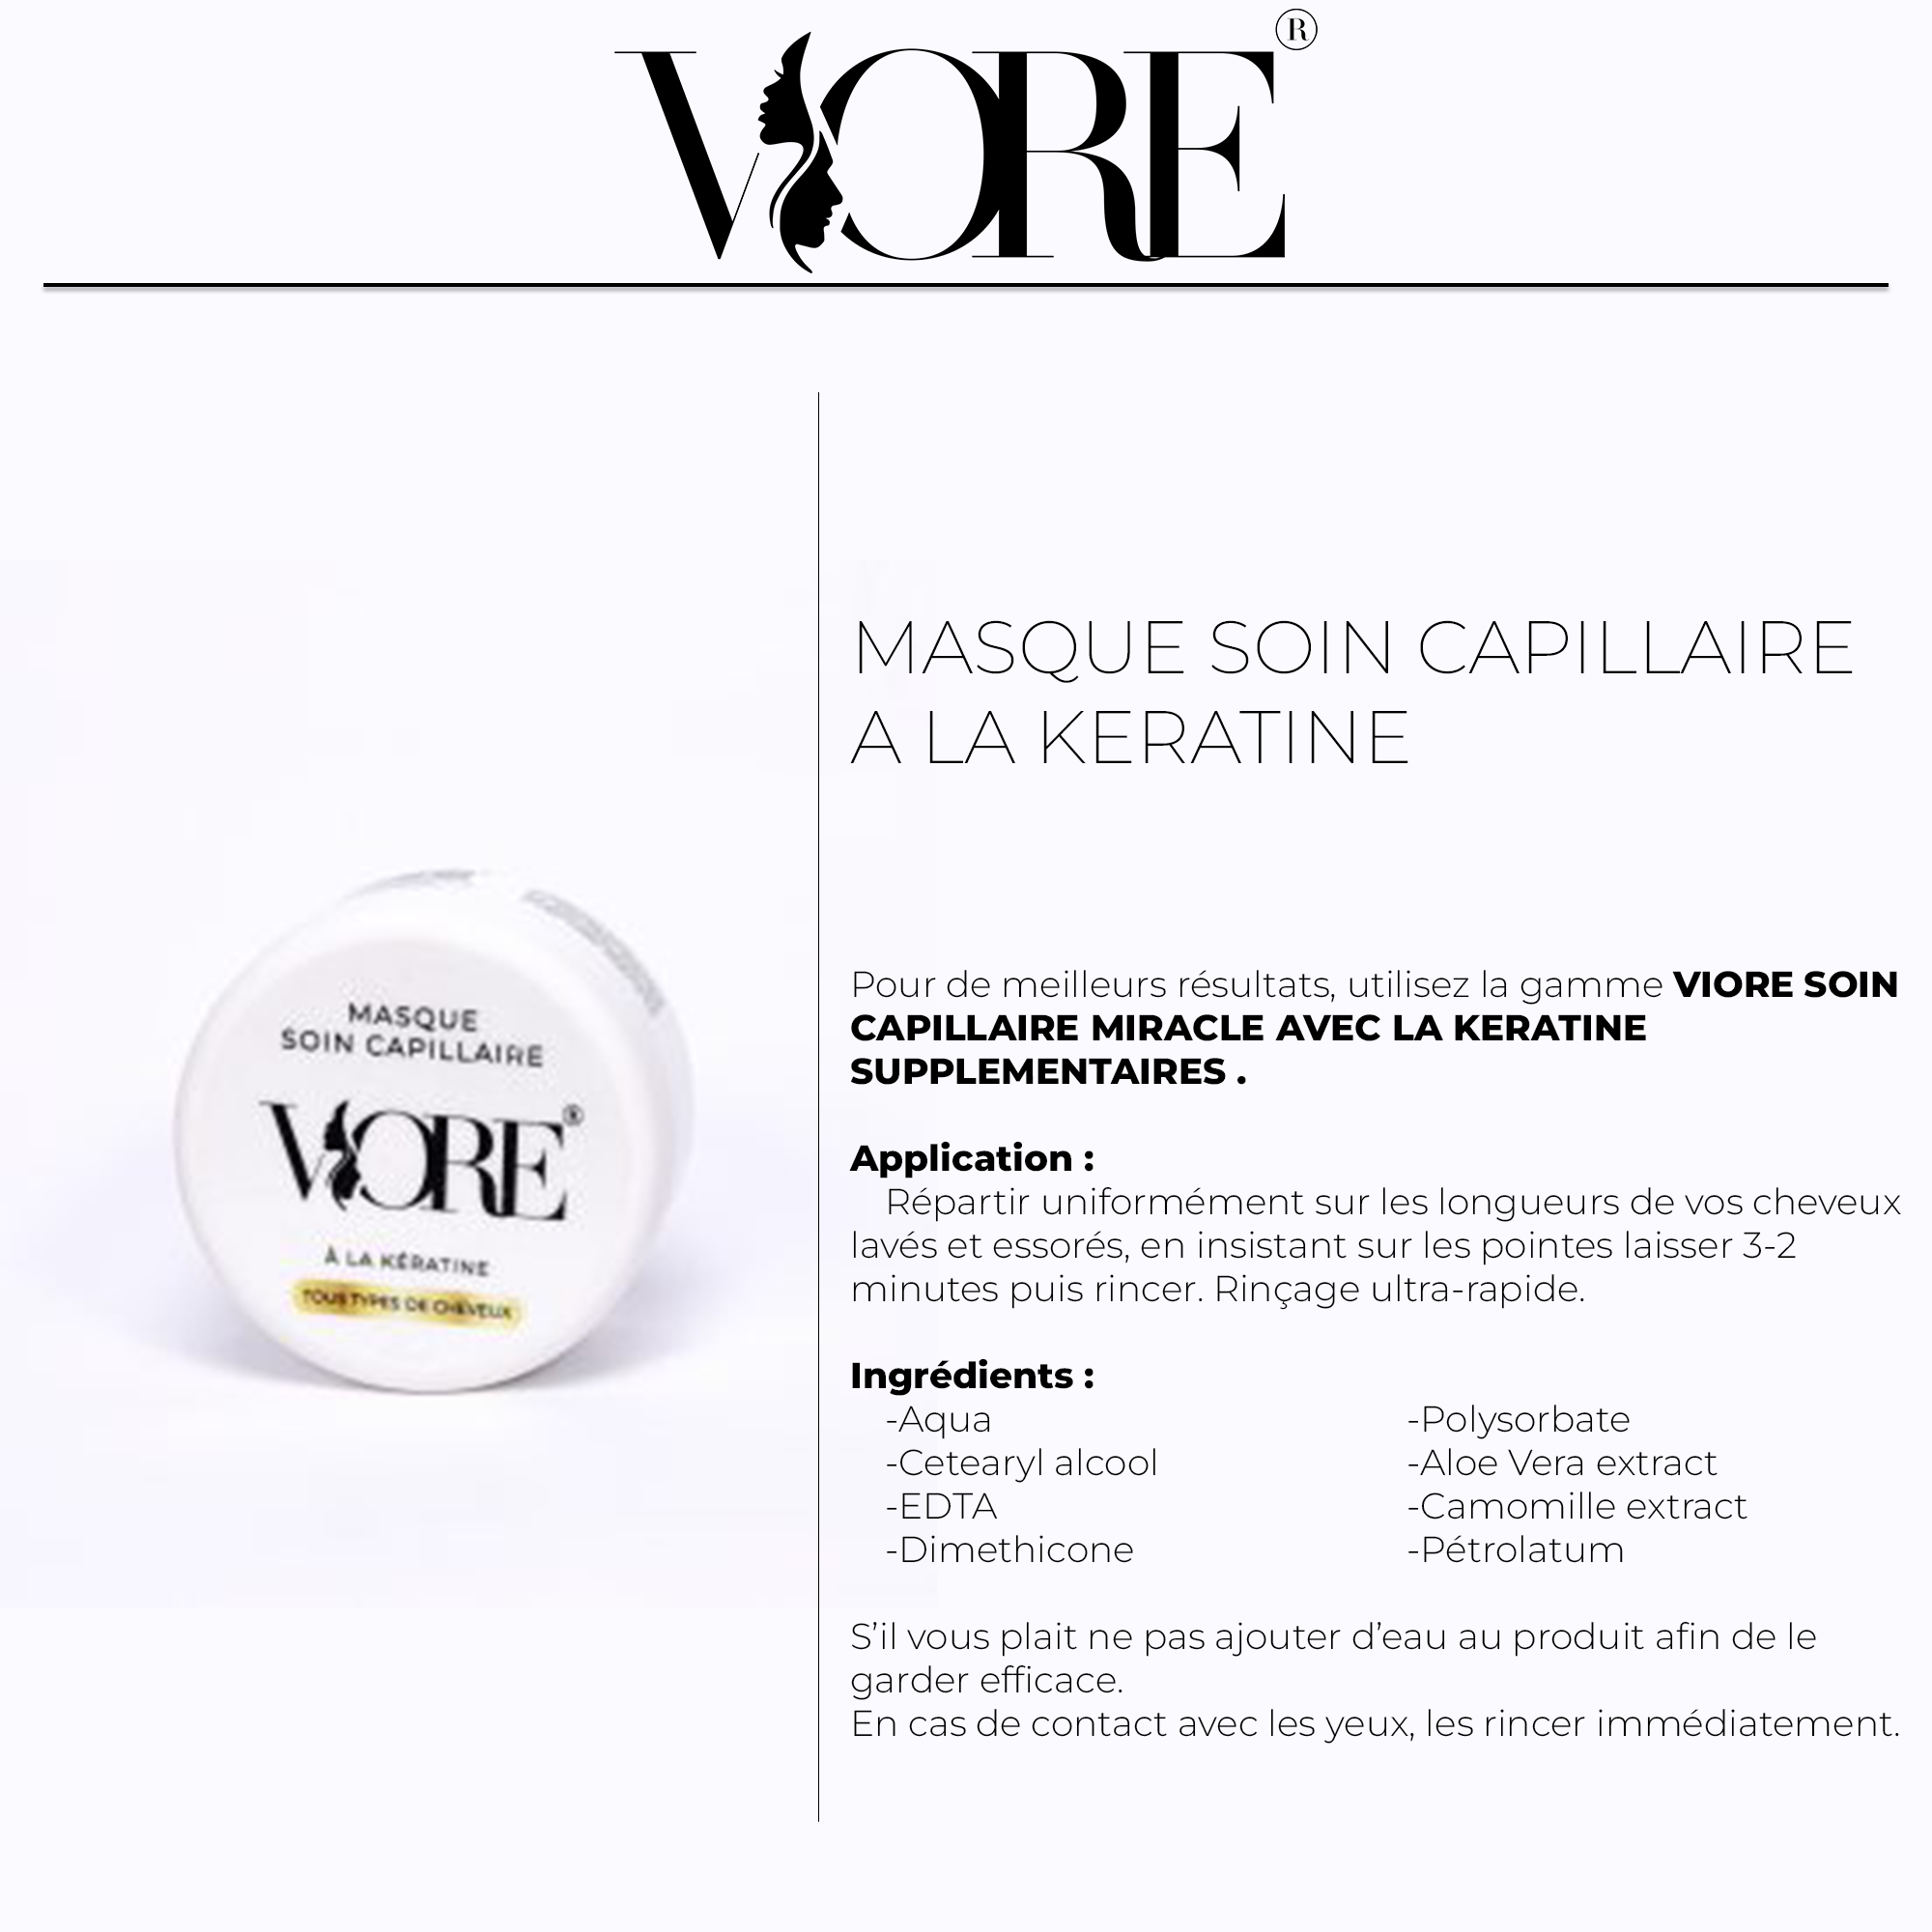 VIORE®
MASQUE SOIN CAPILLAIRE
A LA KERATINE
Pour de meilleurs résultats, utilisez la gamme VIORE SOIN
CAPILLAIRE MIRACLE AVEC LA KERATINE
SUPPLEMENTAIRES .
Application :
Répartir uniformément sur les longueurs de vos cheveux
lavés et essorés, en insistant sur les pointes laisser 3-2
minutes puis rincer. Rinçage ultra-rapide.
Ingrédients :
-Aqua
-Cetearyl alcool
-EDTA
-Dimethicone
-Polysorbate
-Aloe Vera extract
-Camomille extract
-Pétrolatum
S’il vous plait ne pas ajouter d’eau au produit afin de le
garder efficace.
En cas de contact avec les yeux, les rincer immédiatement.
MASQUE
SOIN CAPILLAIRE
VIORE®
À LA KÉRATINE
TOUS TYPES DE CHEVEUX